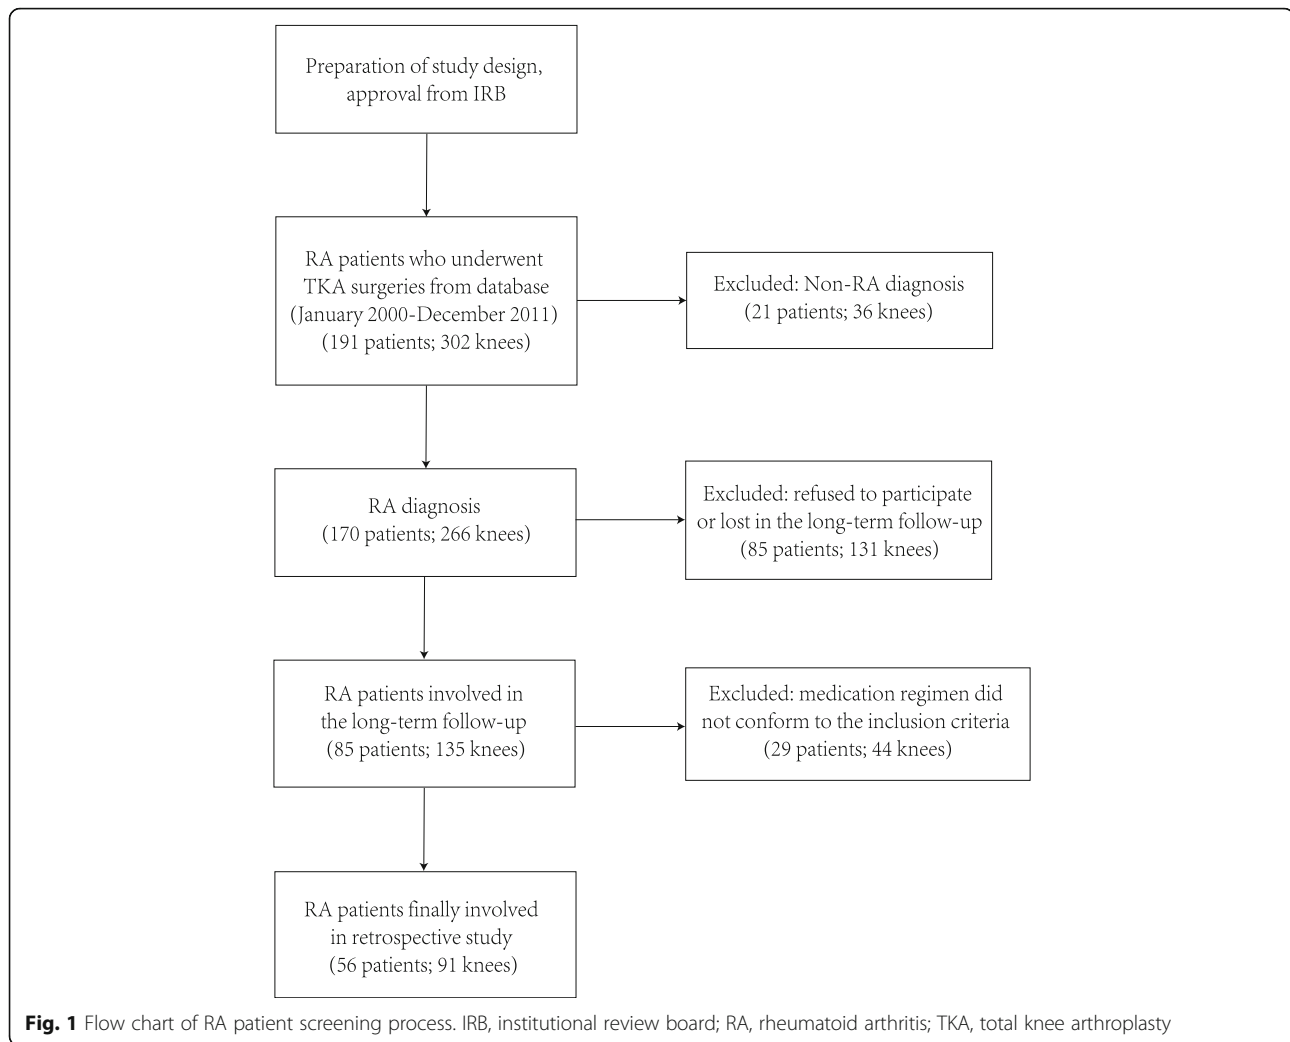 Preparation of study design,
approval from IRB
RA patients who underwent
TKA surgeries from database
(January 2000-December 2011)
(191 patients; 302 knees)
Excluded: Non-RA diagnosis
(21 patients; 36 knees)
RA diagnosis
(170 patients; 266 knees)
Excluded: refused to participate
or lost in the long-term follow-up
(85 patients; 131 knees)
RA patients involved in
the long-term follow-up
(85 patients; 135 knees)
Excluded: medication regimen did
not conform to the inclusion criteria
(29 patients; 44 knees)
RA patients finally involved
in retrospective study
(56 patients; 91 knees)
Fig. 1 Flow chart of RA patient screening process. IRB, institutional review board; RA, rheumatoid arthritis; TKA, total knee arthroplasty